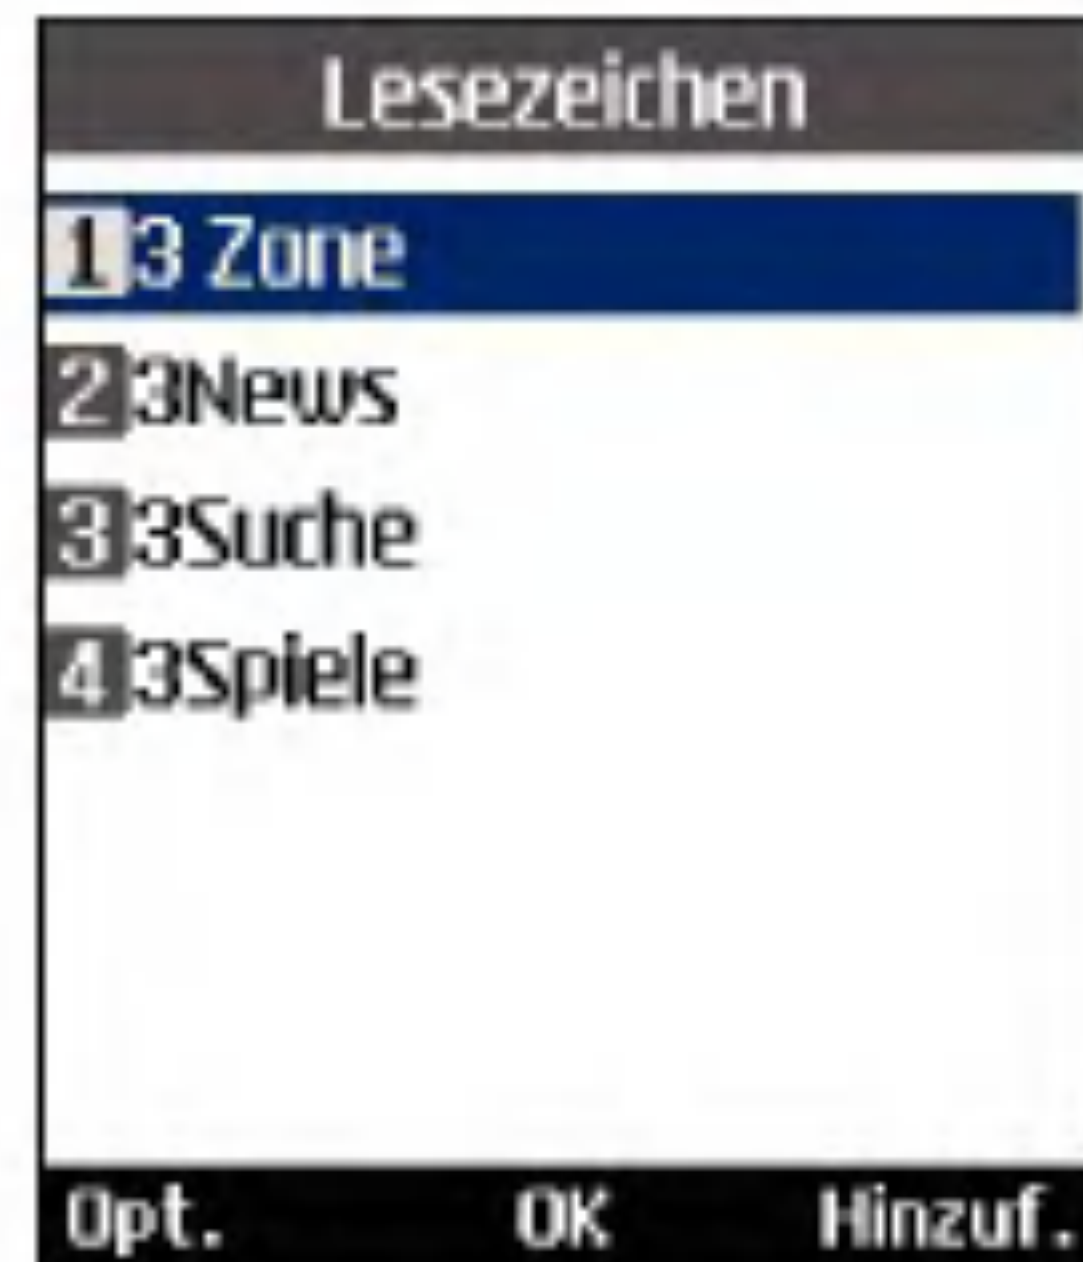 Lesezeichen
1 3 Zone
2 3News
3 3Suche
4 3Spiele
Opt. OK Hinzuf.